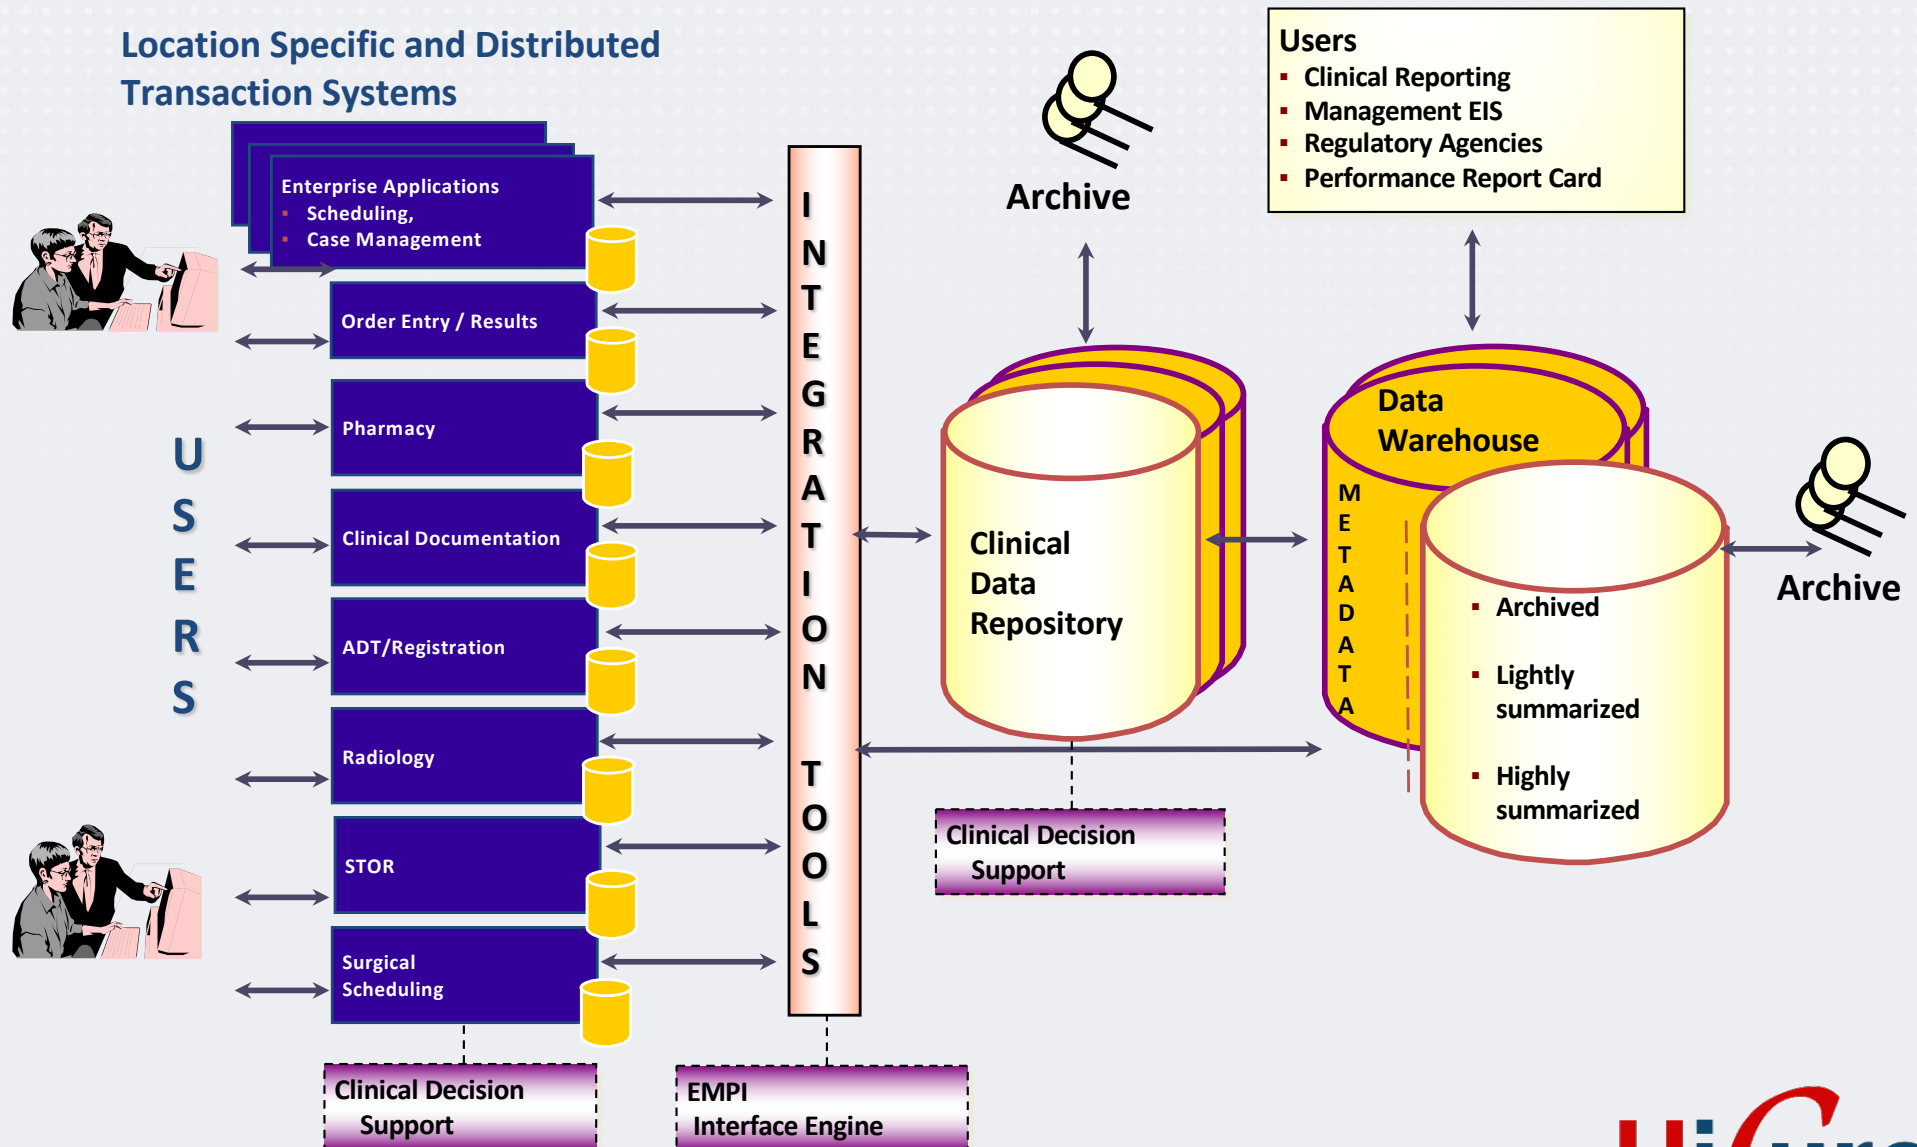 Location Specific and Distributed
Transaction Systems
Enterprise Applications
▪ Scheduling,
▪ Case Management
Order Entry / Results
Pharmacy
Clinical Documentation
ADT/Registration
Radiology
STOR
Surgical
Scheduling
USERS
Clinical Decision
Support
INTEGRATION TOOLS
EMPI
Interface Engine
Archive
Clinical
Data
Repository
Clinical Decision
Support
Users
▪ Clinical Reporting
▪ Management EIS
▪ Regulatory Agencies
▪ Performance Report Card
Data
Warehouse
METADATA
▪ Archived
▪ Lightly
summarized
▪ Highly
summarized
Archive